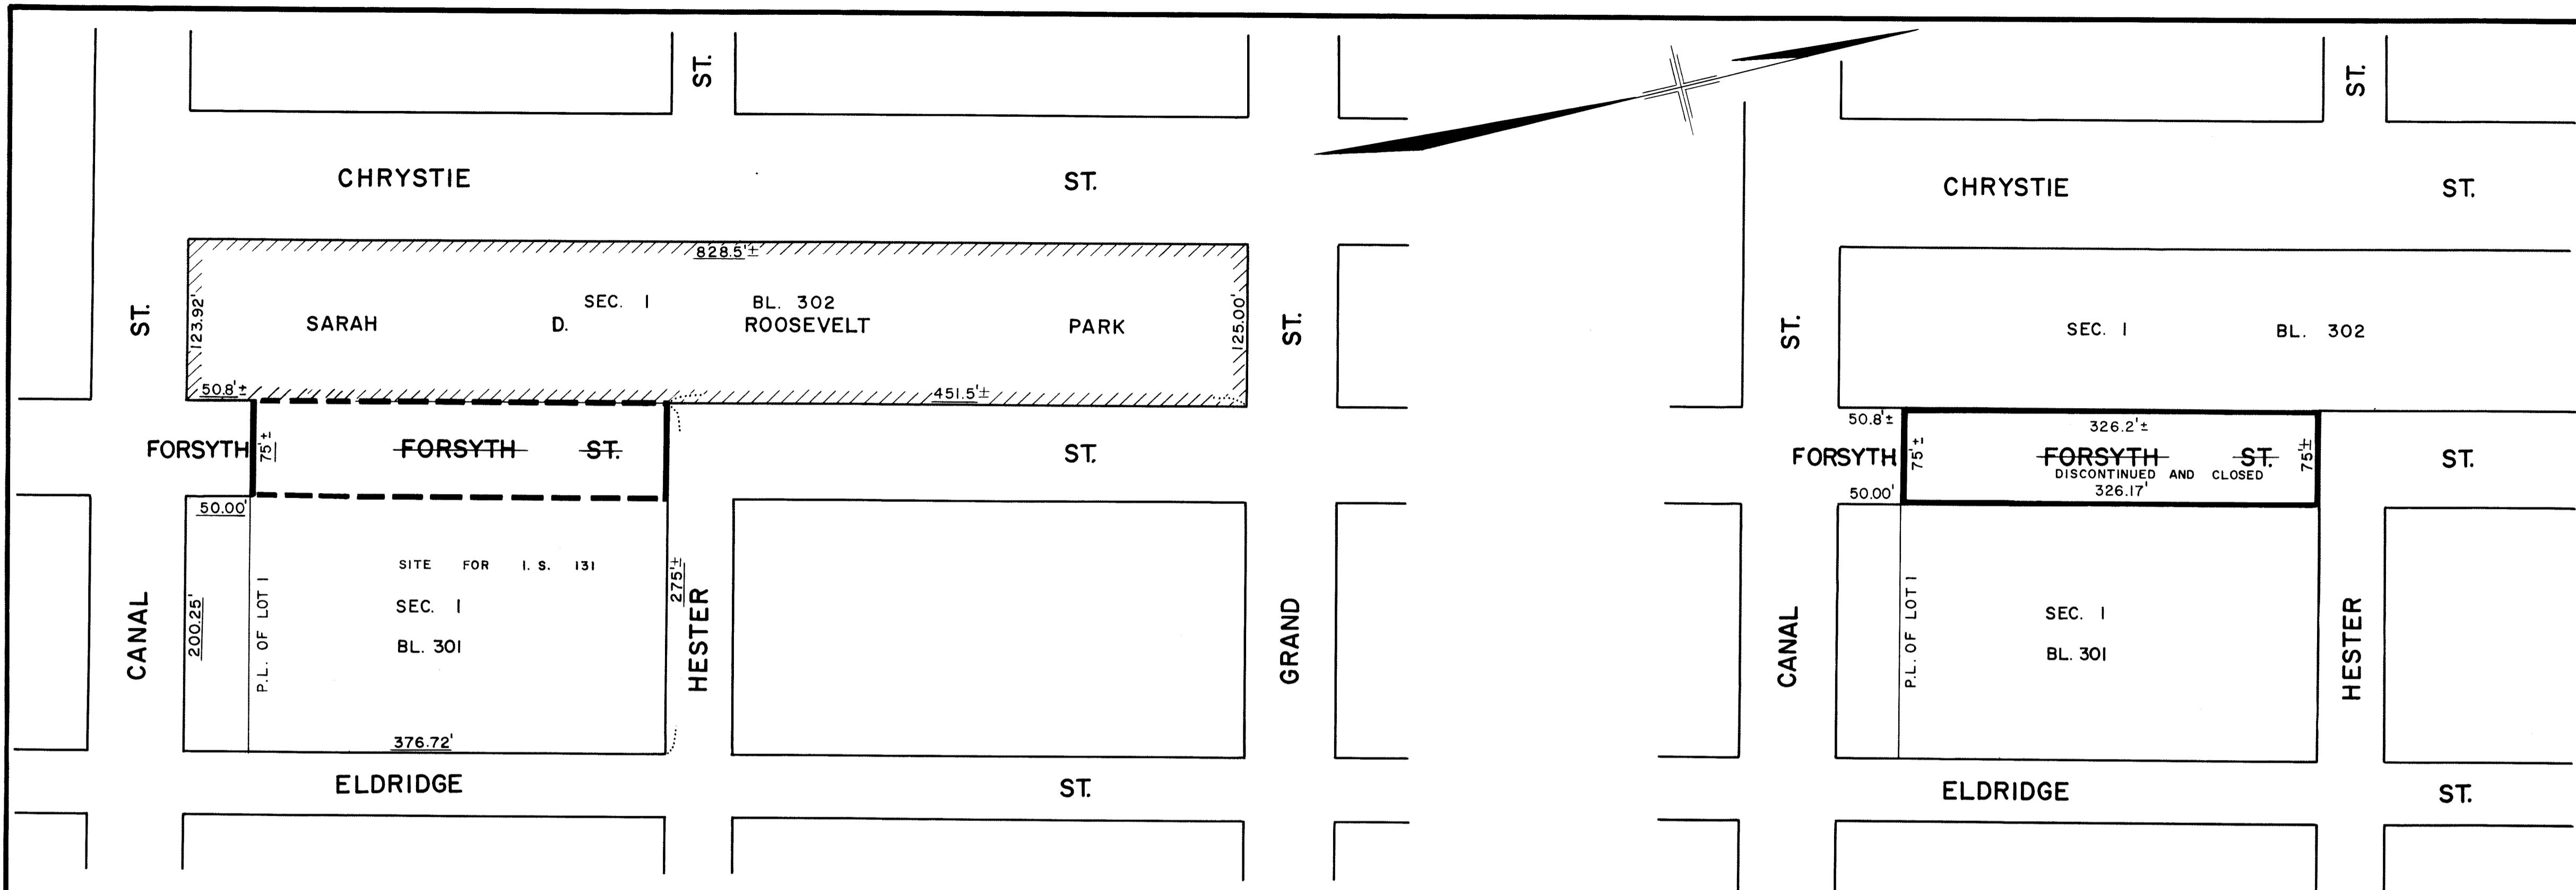 ST.
CHRYSTIE ST.
828.5'±
123.92'
SEC. 1 BL. 302
SARAH D. ROOSEVELT PARK
125.00'
ST.
ST.
50.8'±
451.5'±
FORSYTH
75'±
FORSYTH ST.
ST.
50.00'
SITE FOR I. S. 131
SEC. 1
BL. 301
P.L. OF LOT 1
200.25'
275'±
CANAL
HESTER
GRAND
376.72'
ELDRIDGE ST.
ST.
CHRYSTIE ST.
ST.
SEC. 1 BL. 302
50.8'±
326.2'±
FORSYTH
75'±
FORSYTH ST.
75'±
ST.
DISCONTINUED AND CLOSED
326.17'
50.00'
P.L. OF LOT 1
SEC. 1
BL. 301
CANAL
HESTER
ELDRIDGE ST.